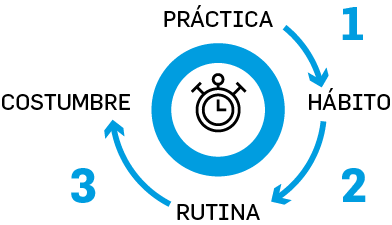 PRÁCTICA
1
HÁBITO
2
RUTINA
3
COSTUMBRE